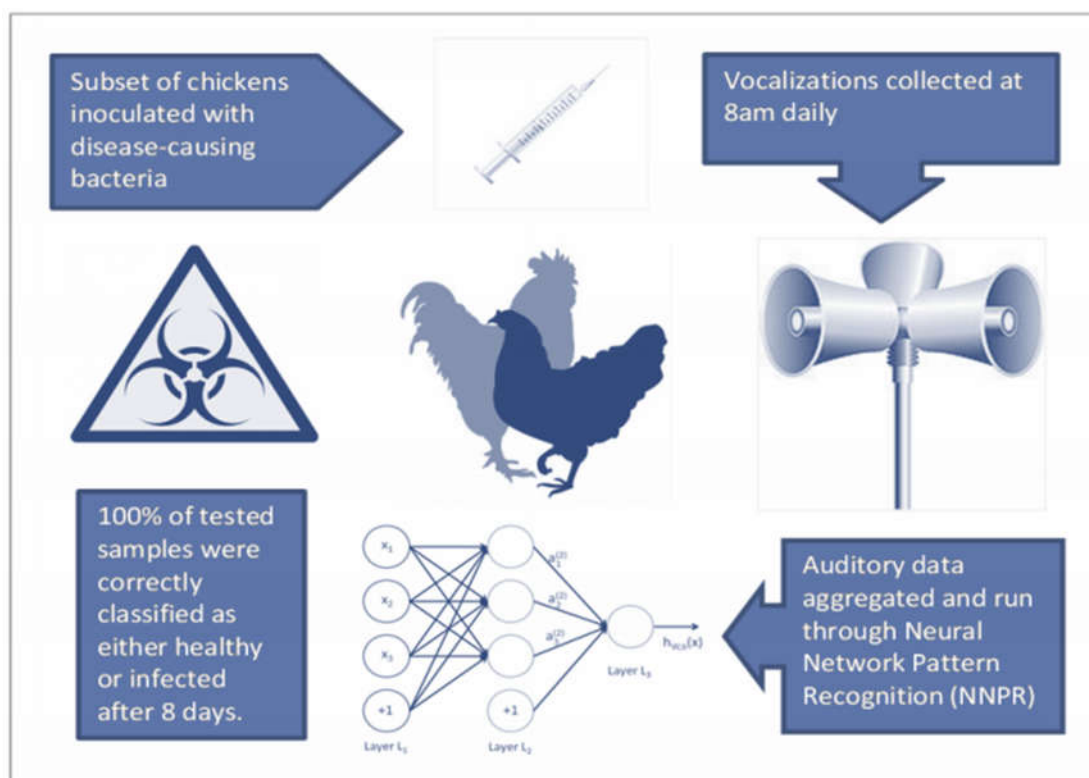 Subset of chickens
inoculated with
disease-causing
bacteria
Vocalizations collected at
8am daily
100% of tested
samples were
correctly
classified as
either healthy
or infected
after 8 days.
x₁
x₂
x₃
+1
Layer L₁
+1
Layer L₂
a₁⁽²⁾
Layer L₃
Auditory data
aggregated and run
through Neural
Network Pattern
Recognition (NNPR)